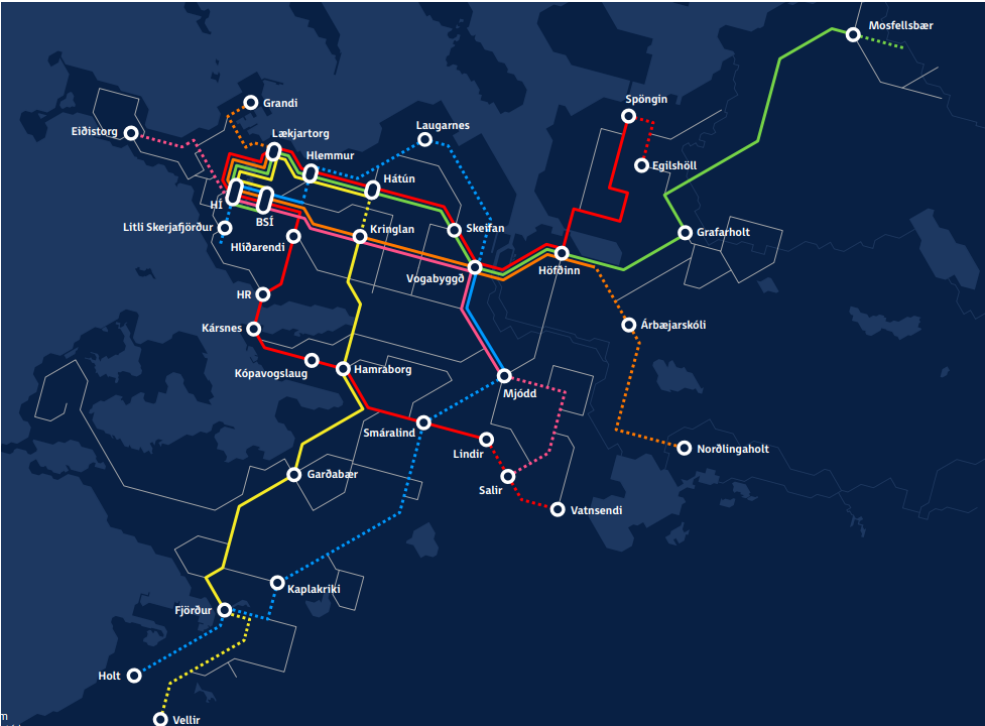 Mosfellsbær
Grandi
Spöngin
Eiðistorg
Laugarnes
Lækjartorg
Hlemmur
Egilshöll
Hátún
HÍ
BSÍ
Litli Skerjafjörður
Kringlan
Skeifan
Grafarholt
Hlíðarendi
Vogabyggð
Höfðinn
HR
Kársnes
Árbæjarskóli
Kópavogslaug
Hamraborg
Mjódd
Smáralind
Lindir
Norðlingaholt
Garðabær
Salir
Vatnsendi
Kaplakriki
Fjörður
Holt
Vellir